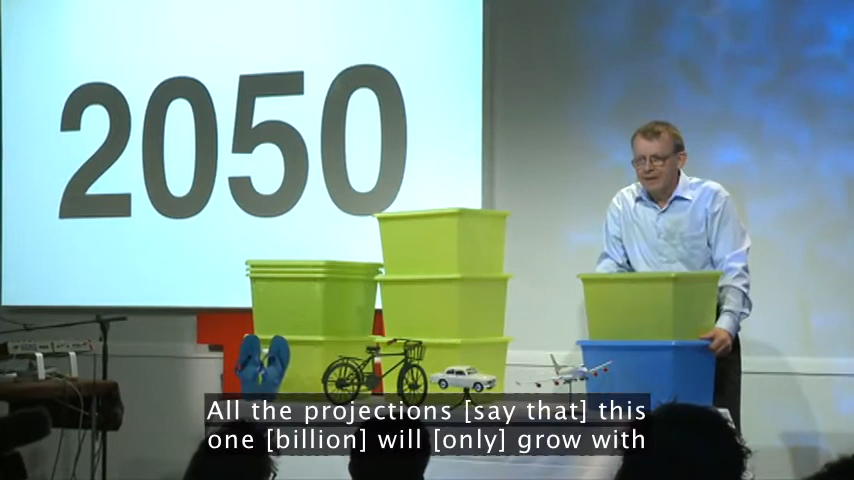 2050
All the projections [say that] this
one [billion] will [only] grow with